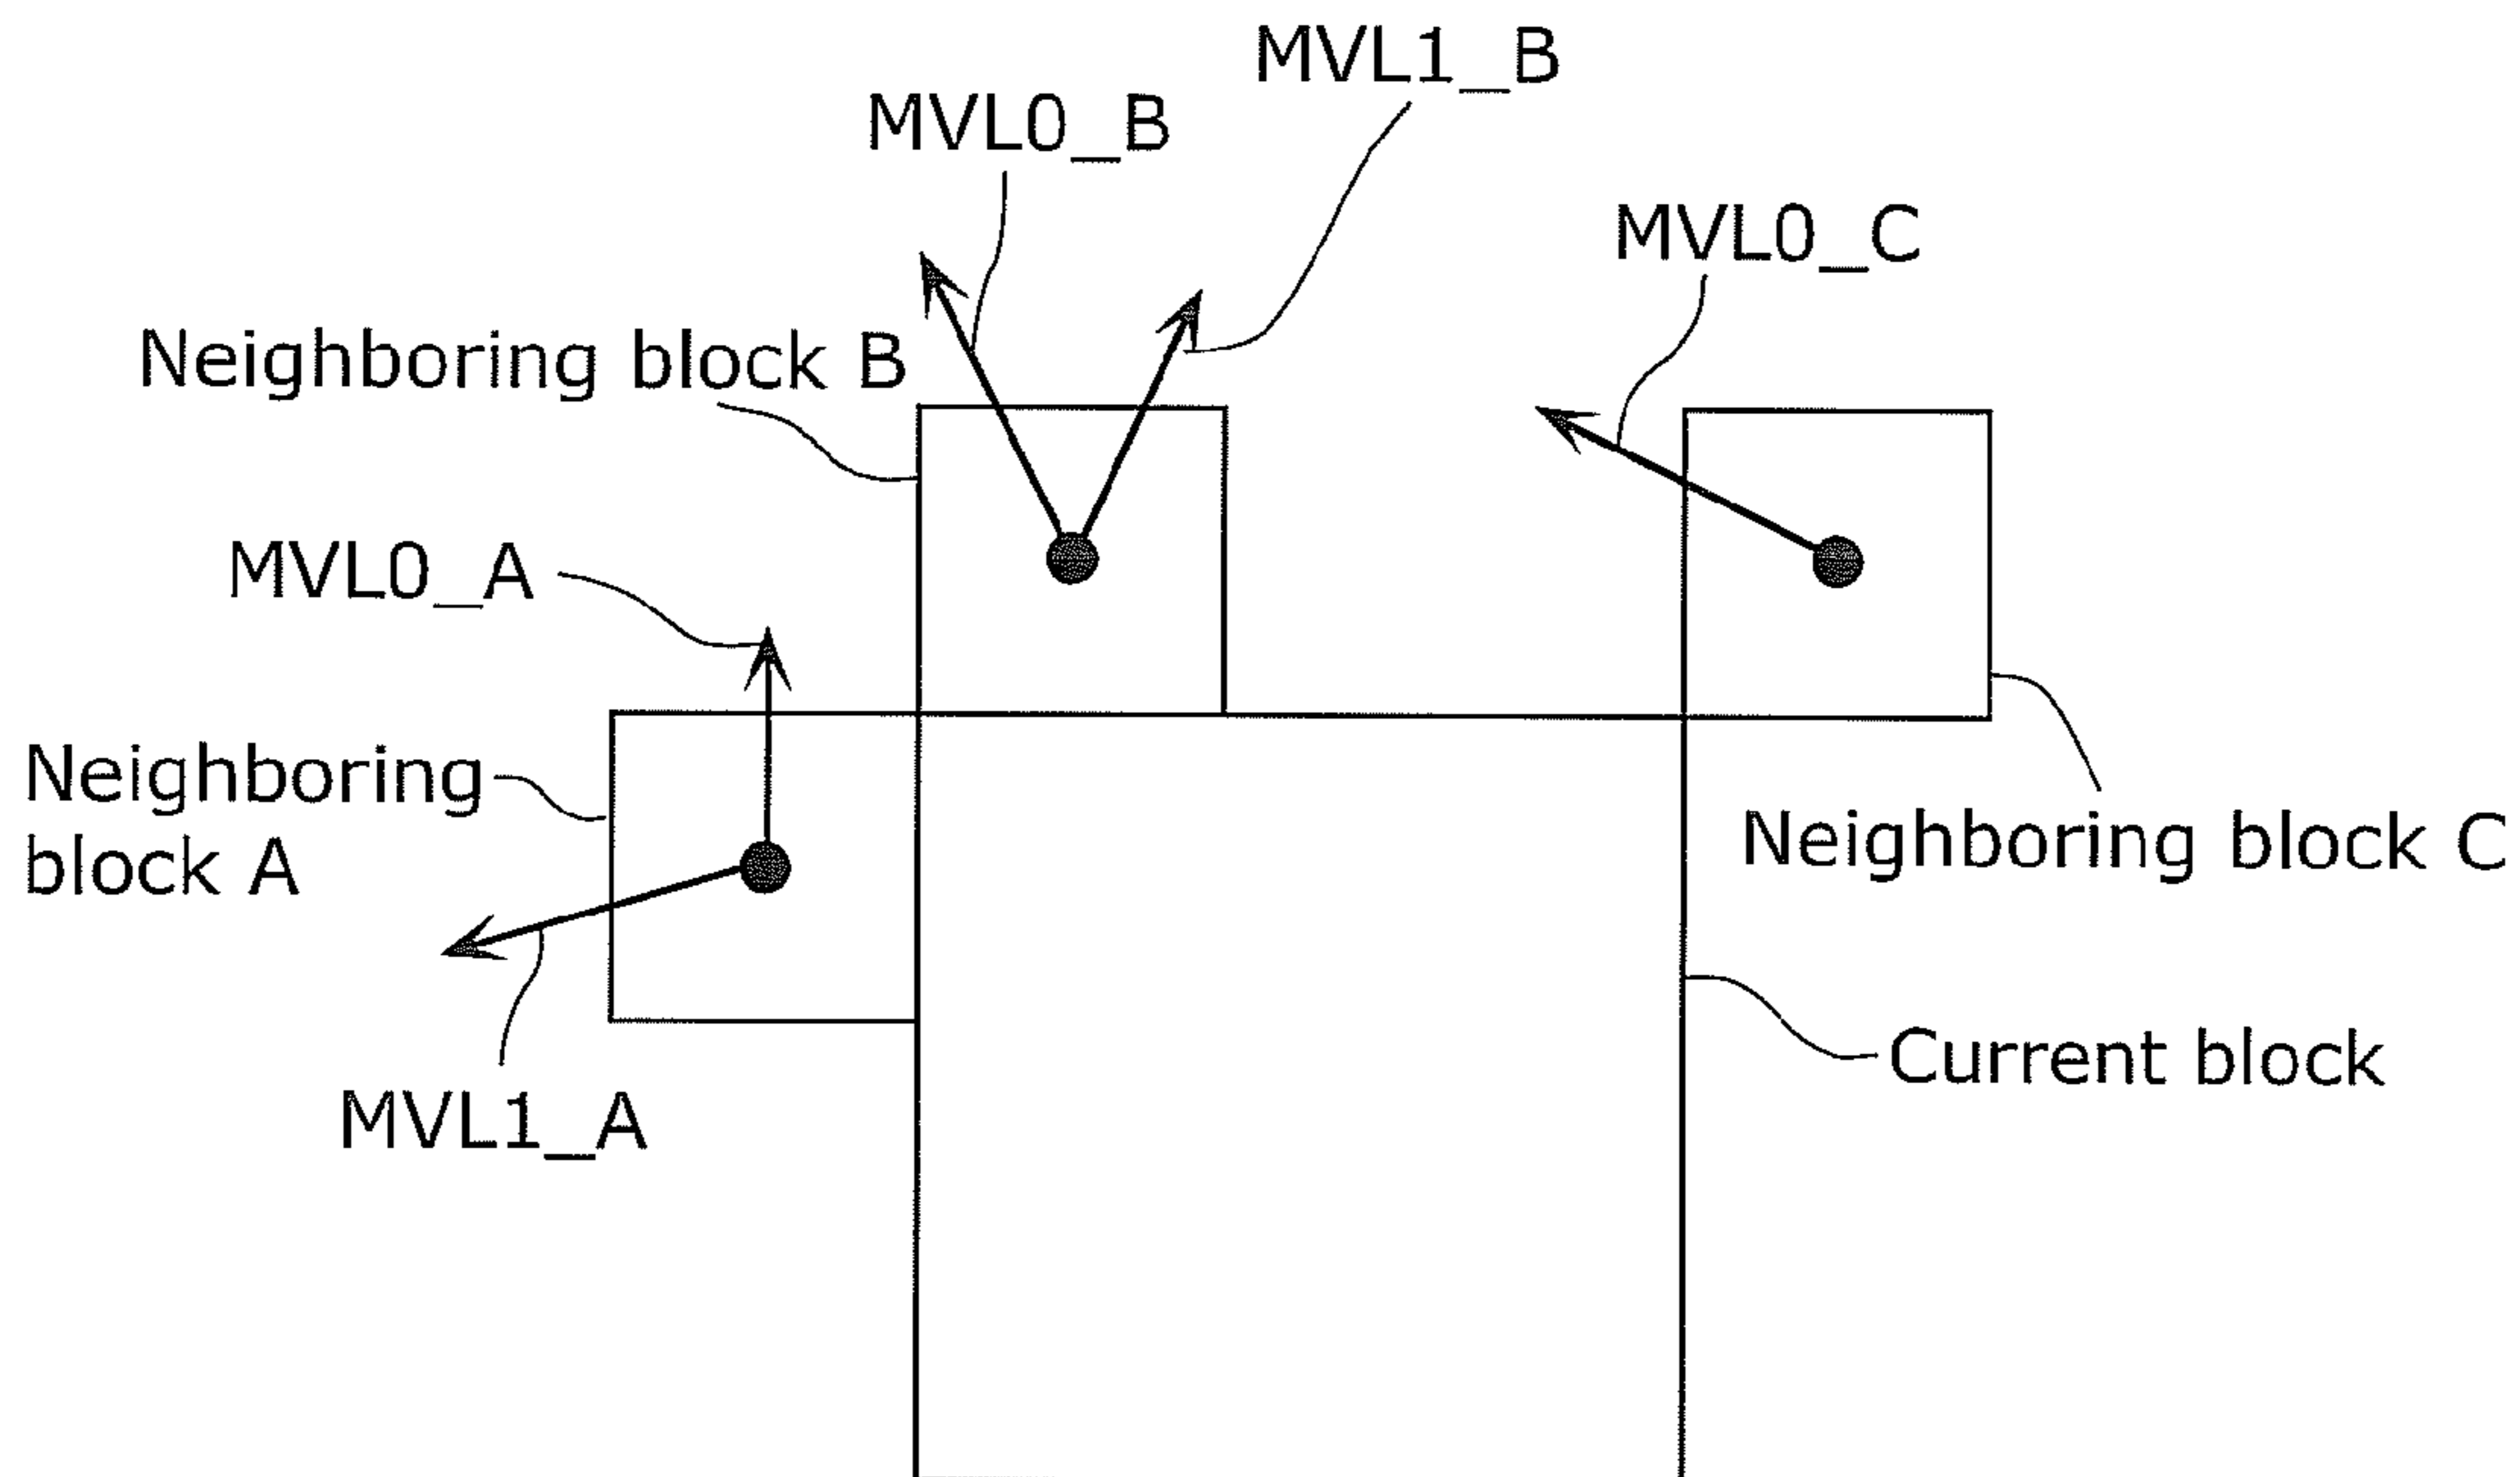 MVL1_B
MVL0_B
MVL0_C
Neighboring block B
MVL0_A
Neighboring
block A
Neighboring block C
Current block
MVL1_A